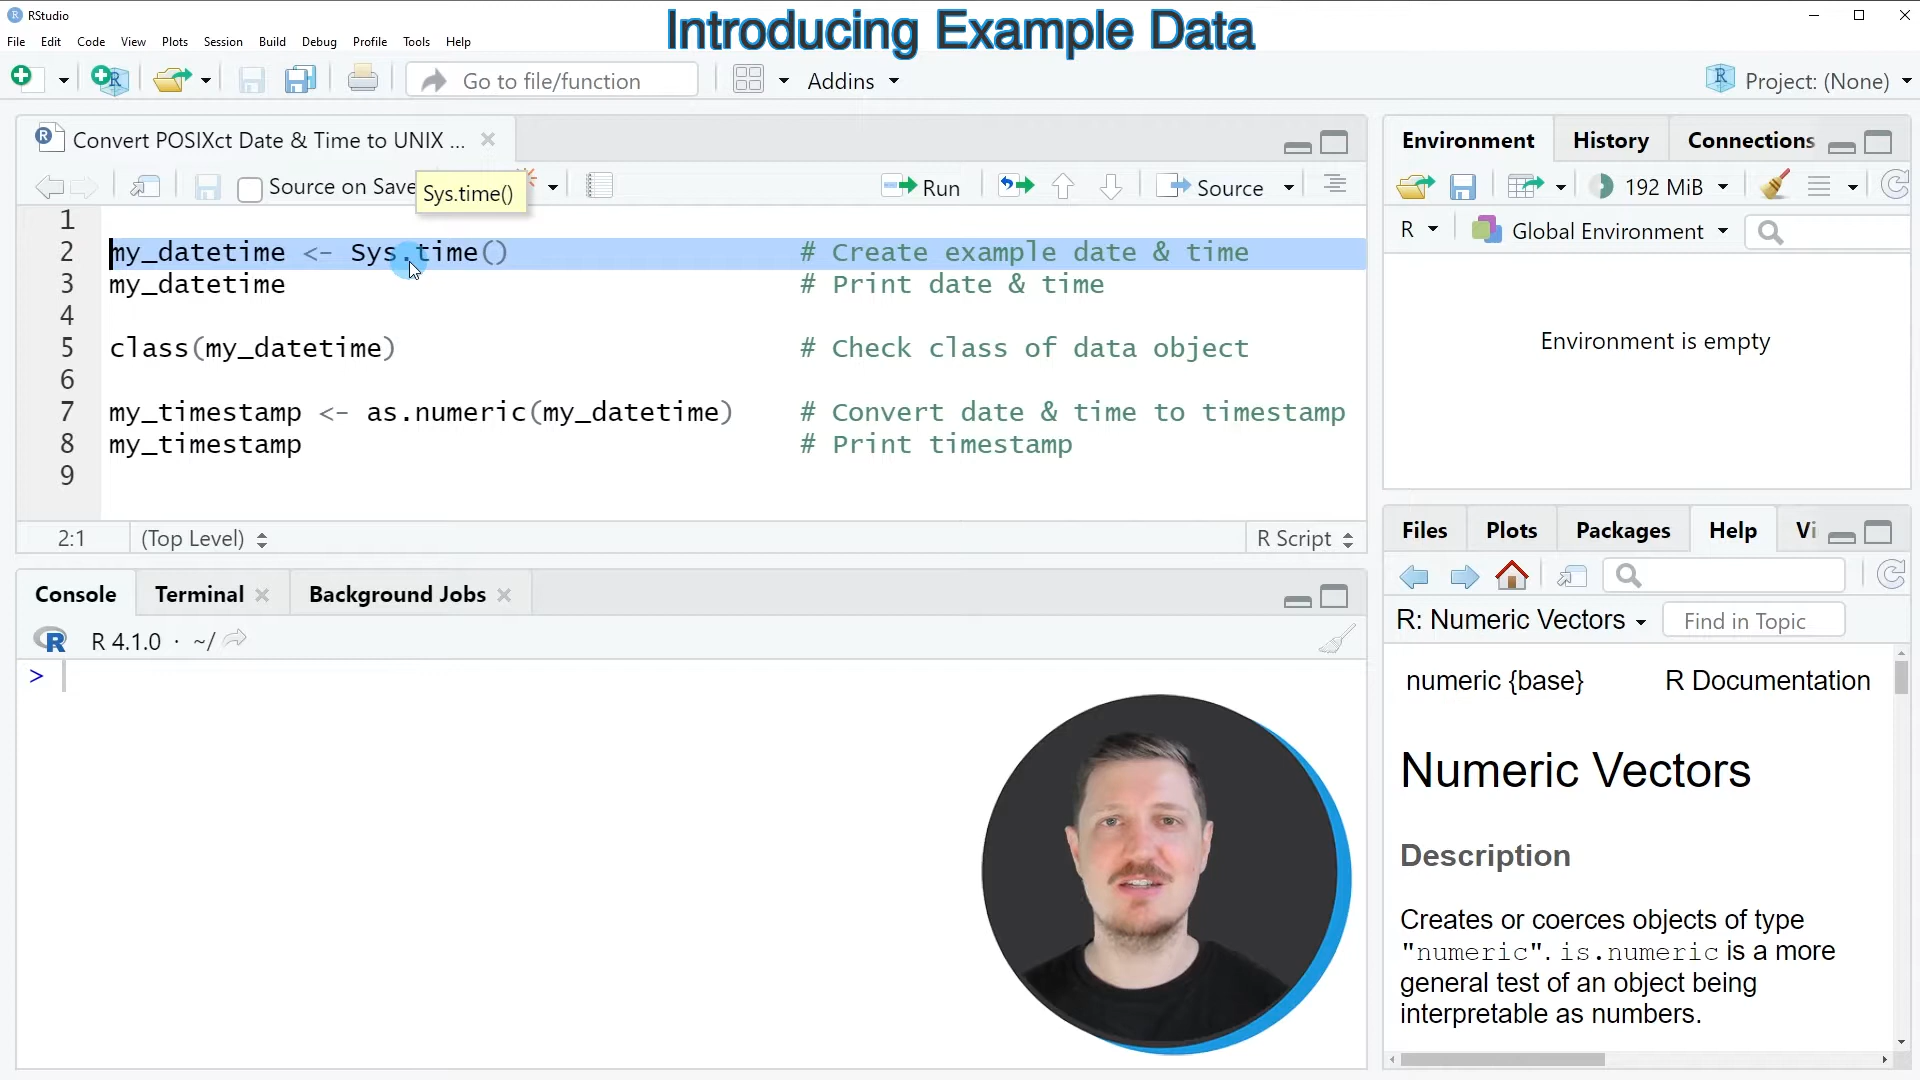 RStudio
Introducing Example Data
File Edit Code View Plots Session Build Debug Profile Tools Help
Go to file/function
Addins
Project: (None)
Convert POSIXct Date & Time to UNIX ...
Source on Save
Sys.time()
Run
Source
1
2 my_datetime <- Sys.time() # Create example date & time
3 my_datetime # Print date & time
4
5 class(my_datetime) # Check class of data object
6
7 my_timestamp <- as.numeric(my_datetime) # Convert date & time to timestamp
8 my_timestamp # Print timestamp
9
2:1 (Top Level) R Script
Console Terminal Background Jobs
R 4.1.0 · ~/
>
Environment History Connections
192 MiB
R Global Environment
Environment is empty
Files Plots Packages Help Vi
R: Numeric Vectors Find in Topic
numeric {base} R Documentation
Numeric Vectors
Description
Creates or coerces objects of type
"numeric". is.numeric is a more
general test of an object being
interpretable as numbers.